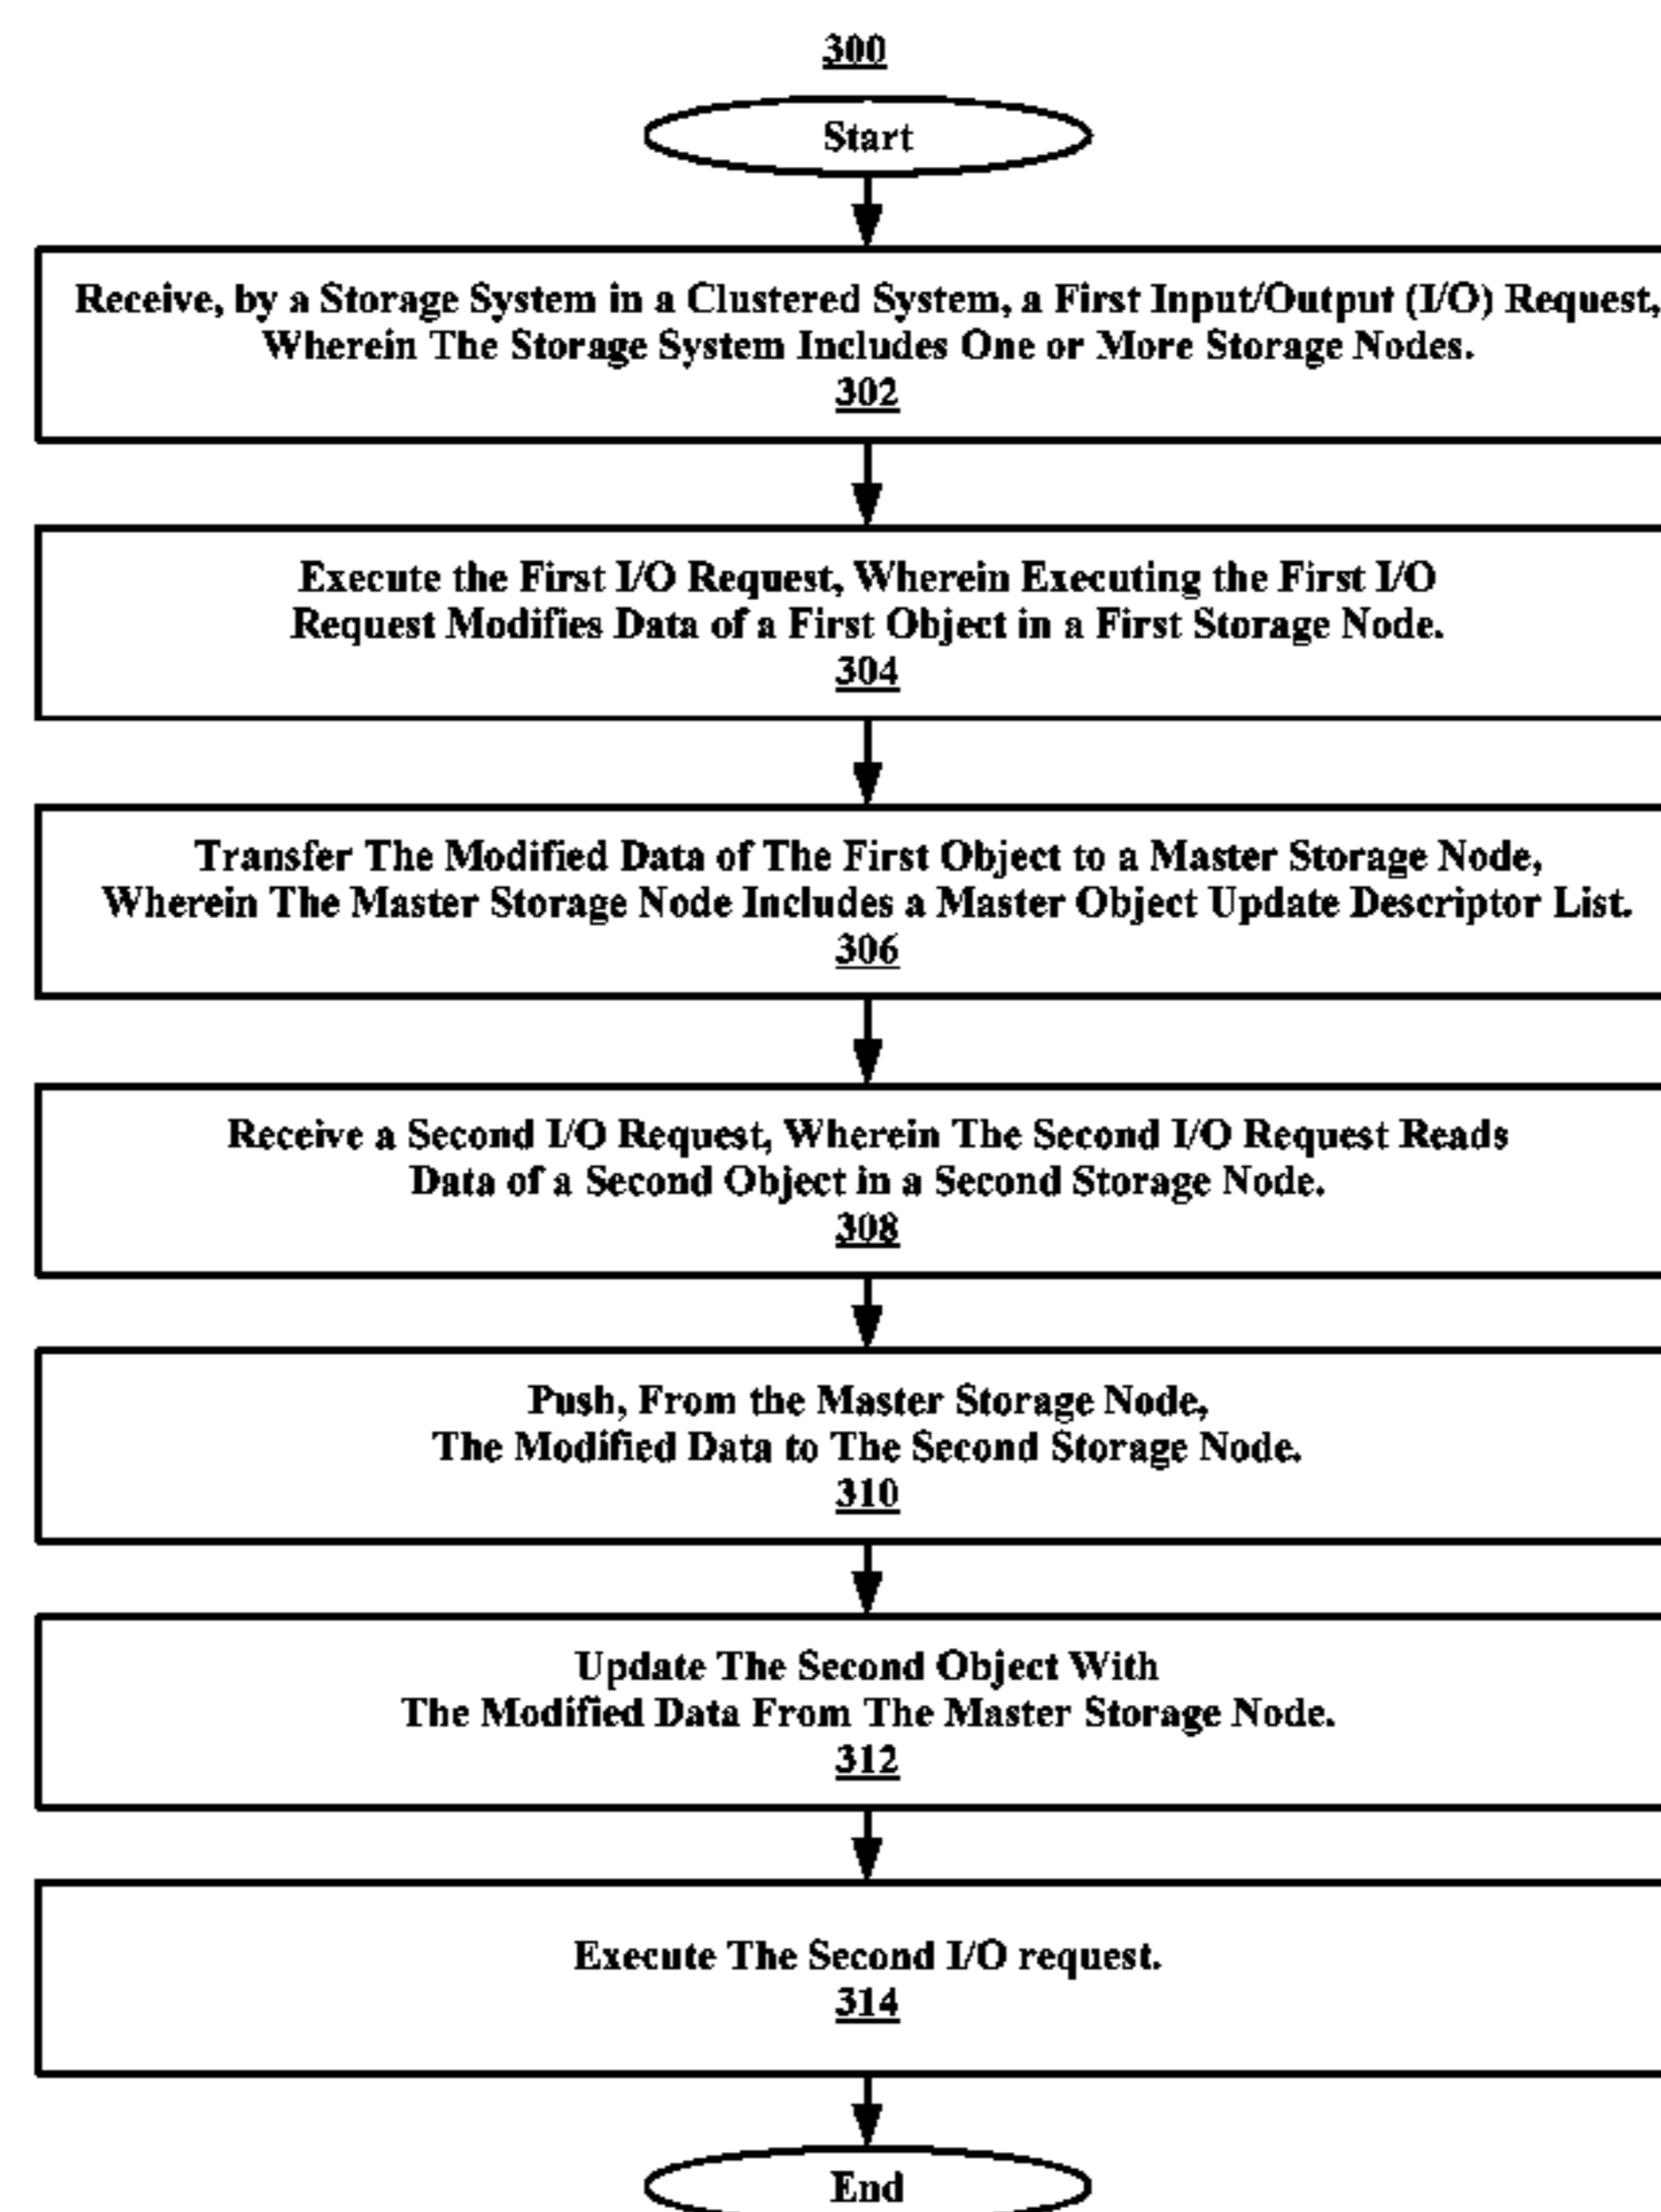 300
Start
Receive, by a Storage System in a Clustered System, a First Input/Output (I/O) Request,
Wherein The Storage System Includes One or More Storage Nodes.
302
Execute the First I/O Request, Wherein Executing the First I/O
Request Modifies Data of a First Object in a First Storage Node.
304
Transfer The Modified Data of The First Object to a Master Storage Node,
Wherein The Master Storage Node Includes a Master Object Update Descriptor List.
306
Receive a Second I/O Request, Wherein The Second I/O Request Reads
Data of a Second Object in a Second Storage Node.
308
Push, From the Master Storage Node,
The Modified Data to The Second Storage Node.
310
Update The Second Object With
The Modified Data From The Master Storage Node.
312
Execute The Second I/O request.
314
End